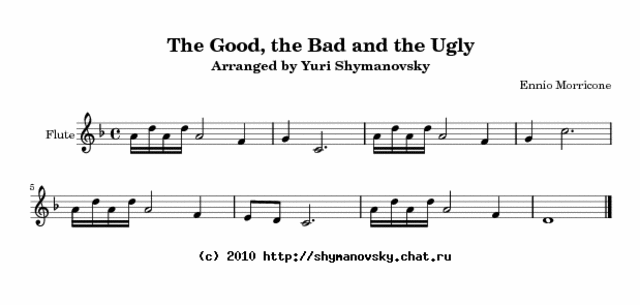 The Good, the Bad and the Ugly
Arranged by Yuri Shymanovsky
Ennio Morricone
Flute
5
(c) 2010 http://shymanovsky.chat.ru